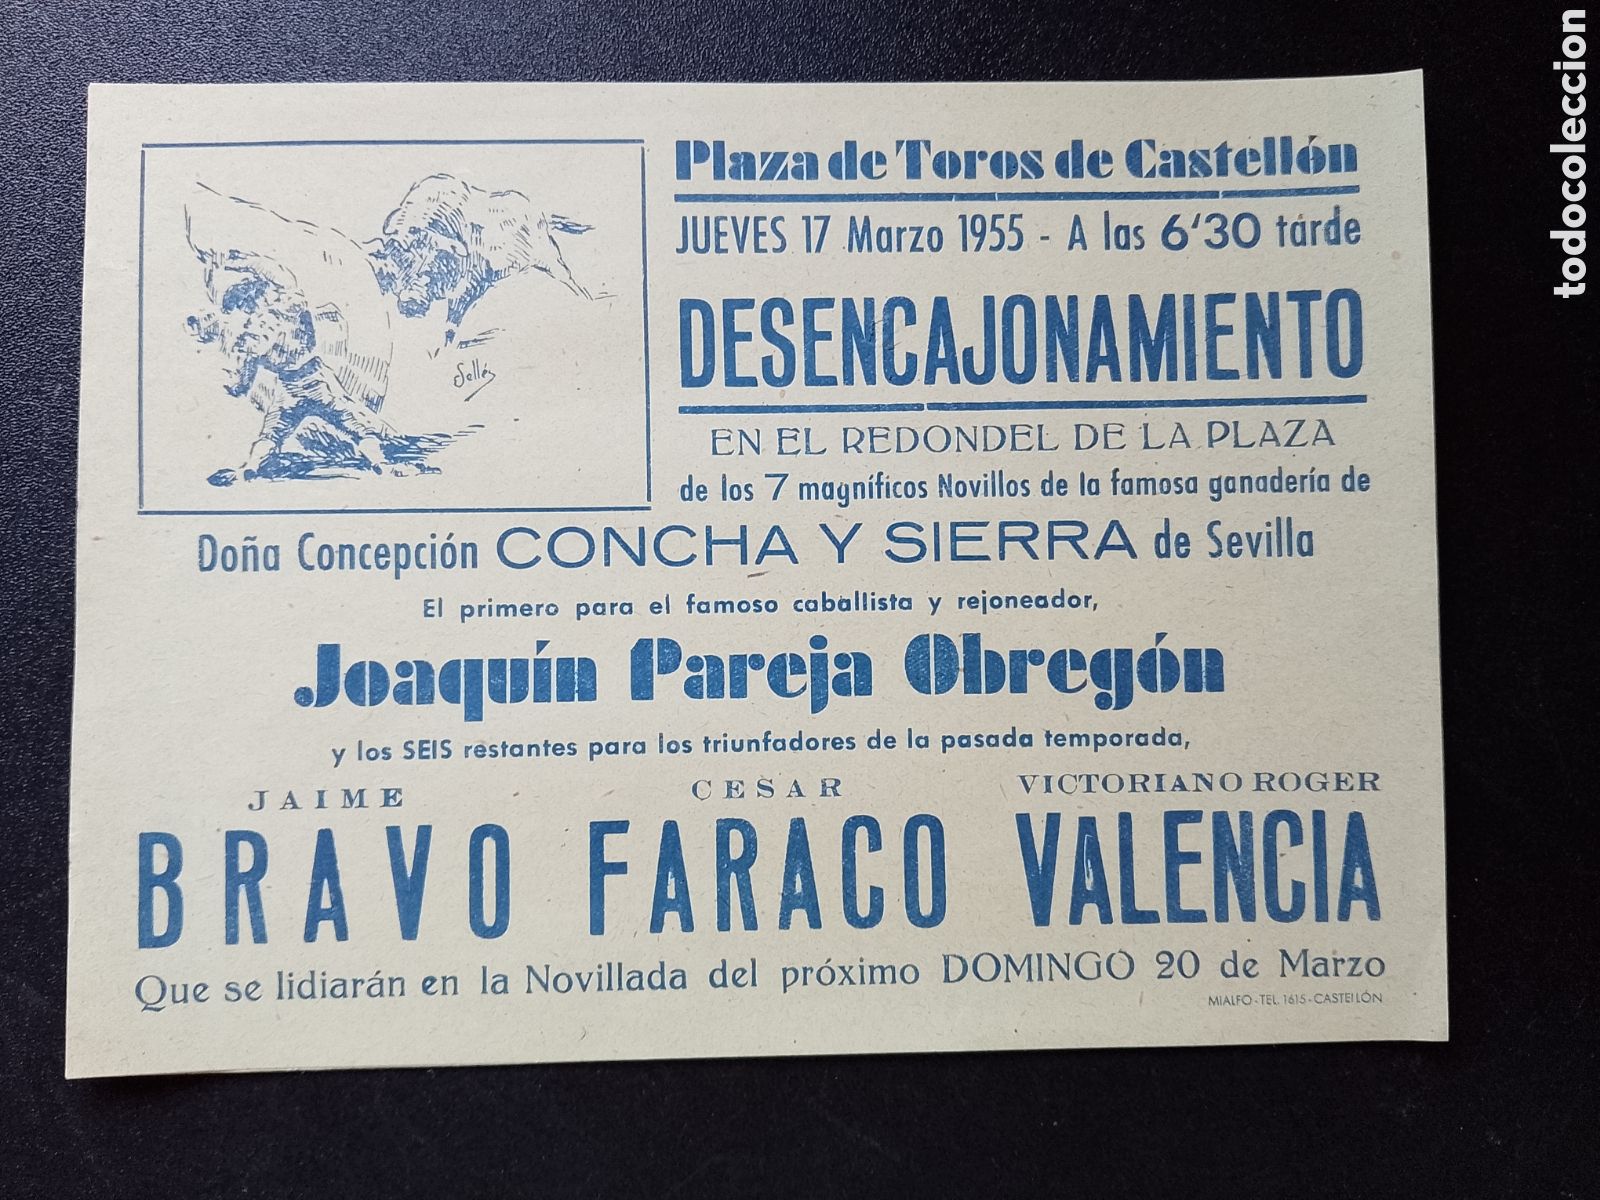 Plaza de Toros de Castellón
JUEVES 17 Marzo 1955 - A las 6'30 tarde
DESENCAJONAMIENTO
EN EL REDONDEL DE LA PLAZA
de los 7 magníficos Novillos de la famosa ganadería de
Doña Concepción CONCHA Y SIERRA de Sevilla
El primero para el famoso caballista y rejoneador,
Joaquín Pareja Obregón
y los SEIS restantes para los triunfadores de la pasada temporada,
JAIME CESAR VICTORIANO ROGER
BRAVO FARACO VALENCIA
Que se lidiarán en la Novillada del próximo DOMINGO 20 de Marzo
MIALFO - TEL. 1615 - CASTELLÓN
Sellés
todocoleccion